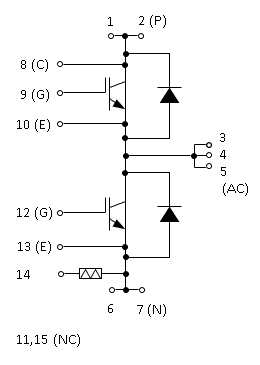 1 2 (P)
8 (C)
9 (G)
10 (E)
3
4
5
(AC)
12 (G)
13 (E)
14
6 7 (N)
11,15 (NC)